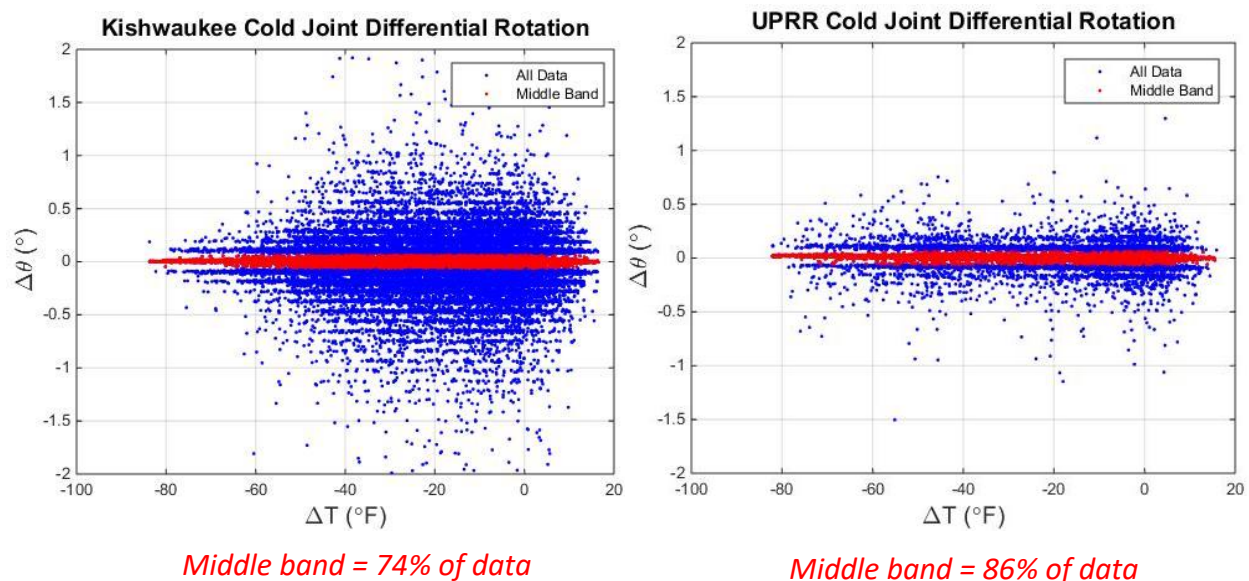 Kishwaukee Cold Joint Differential Rotation
2
1.5
1
0.5
0
-0.5
-1
-1.5
-2
Δθ (°)
All Data
Middle Band
-100 -80 -60 -40 -20 0 20
ΔT (°F)
Middle band = 74% of data
UPRR Cold Joint Differential Rotation
2
1.5
1
0.5
0
-0.5
-1
-1.5
-2
Δθ (°)
All Data
Middle Band
-100 -80 -60 -40 -20 0 20
ΔT (°F)
Middle band = 86% of data